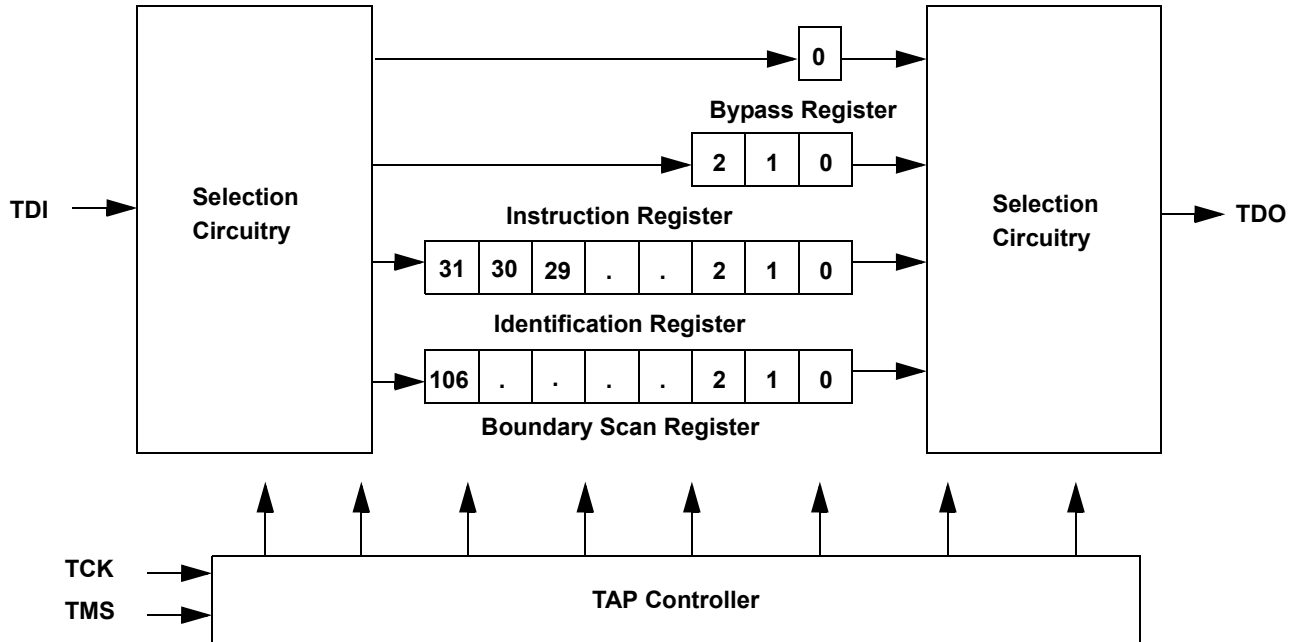 0
Bypass Register
2 1 0
Selection
Circuitry
Selection
Circuitry
TDI
TDO
Instruction Register
31 30 29 . . 2 1 0
Identification Register
106 . . . . 2 1 0
Boundary Scan Register
TCK
TMS
TAP Controller